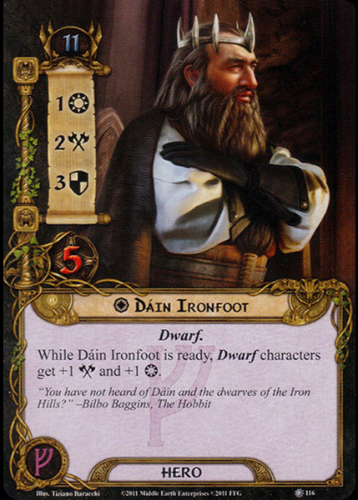 11
1
2
3
5
Dáin Ironfoot
Dwarf.
While Dáin Ironfoot is ready, Dwarf characters
get +1 and +1 .
"You have not heard of Dáin and the dwarves of the Iron
Hills?" –Bilbo Baggins, The Hobbit
HERO
Illus. Tiziano Baracchi ©2011 Middle Earth Enterprises ©2011 FFG 116